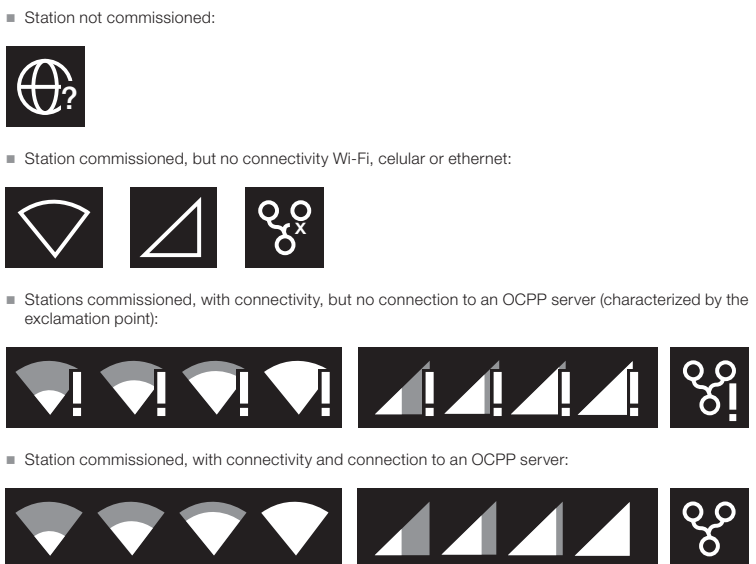 Station not commissioned:
?
Station commissioned, but no connectivity Wi-Fi, celular or ethernet:
x
Stations commissioned, with connectivity, but no connection to an OCPP server (characterized by the
exclamation point):
! ! ! ! ! ! ! ! !
Station commissioned, with connectivity and connection to an OCPP server: